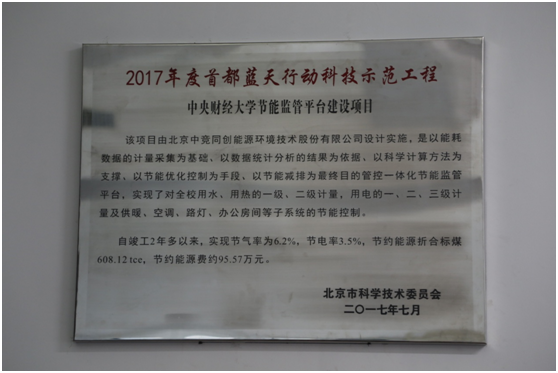 2017年度首都蓝天行动科技示范工程
中央财经大学节能监管平台建设项目
该项目由北京中竞同创能源环境技术股份有限公司设计实施，是以能耗
数据的计量采集为基础、以数据统计分析的结果为依据、以科学计算方法为
支撑、以节能优化控制为手段、以节能减排为最终目的管控一体化节能监管
平台，实现了对全校用水、用热的一级、二级计量，用电的一、二、三级计
量及供暖、空调、路灯、办公房间等子系统的节能控制。
自竣工2年多以来，实现节气率为6.2%，节电率3.5%，节约能源折合标煤
608.12 tce，节约能源费约95.57万元。
北京市科学技术委员会
二〇一七年七月